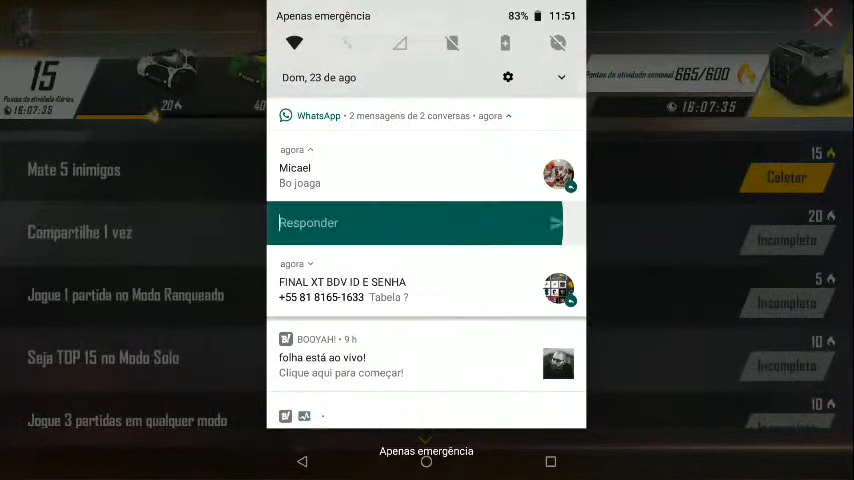 Apenas emergência
83%
11:51
Dom, 23 de ago
WhatsApp • 2 mensagens de 2 conversas • agora
agora
Micael
Bo joaga
Responder
agora
FINAL XT BDV ID E SENHA
+55 81 8165-1633 Tabela ?
BOOYAH! • 9 h
folha está ao vivo!
Clique aqui para começar!
Apenas emergência
15
Pontos de atividade diários
16:07:35
20
40
Pontos de atividade semanal 665/600
16:07:35
Mate 5 inimigos
15
Coletar
Compartilhe 1 vez
20
Incompleto
Jogue 1 partida no Modo Ranqueado
5
Incompleto
Seja TOP 15 no Modo Solo
10
Incompleto
Jogue 3 partidas em qualquer modo
10
Incompleto